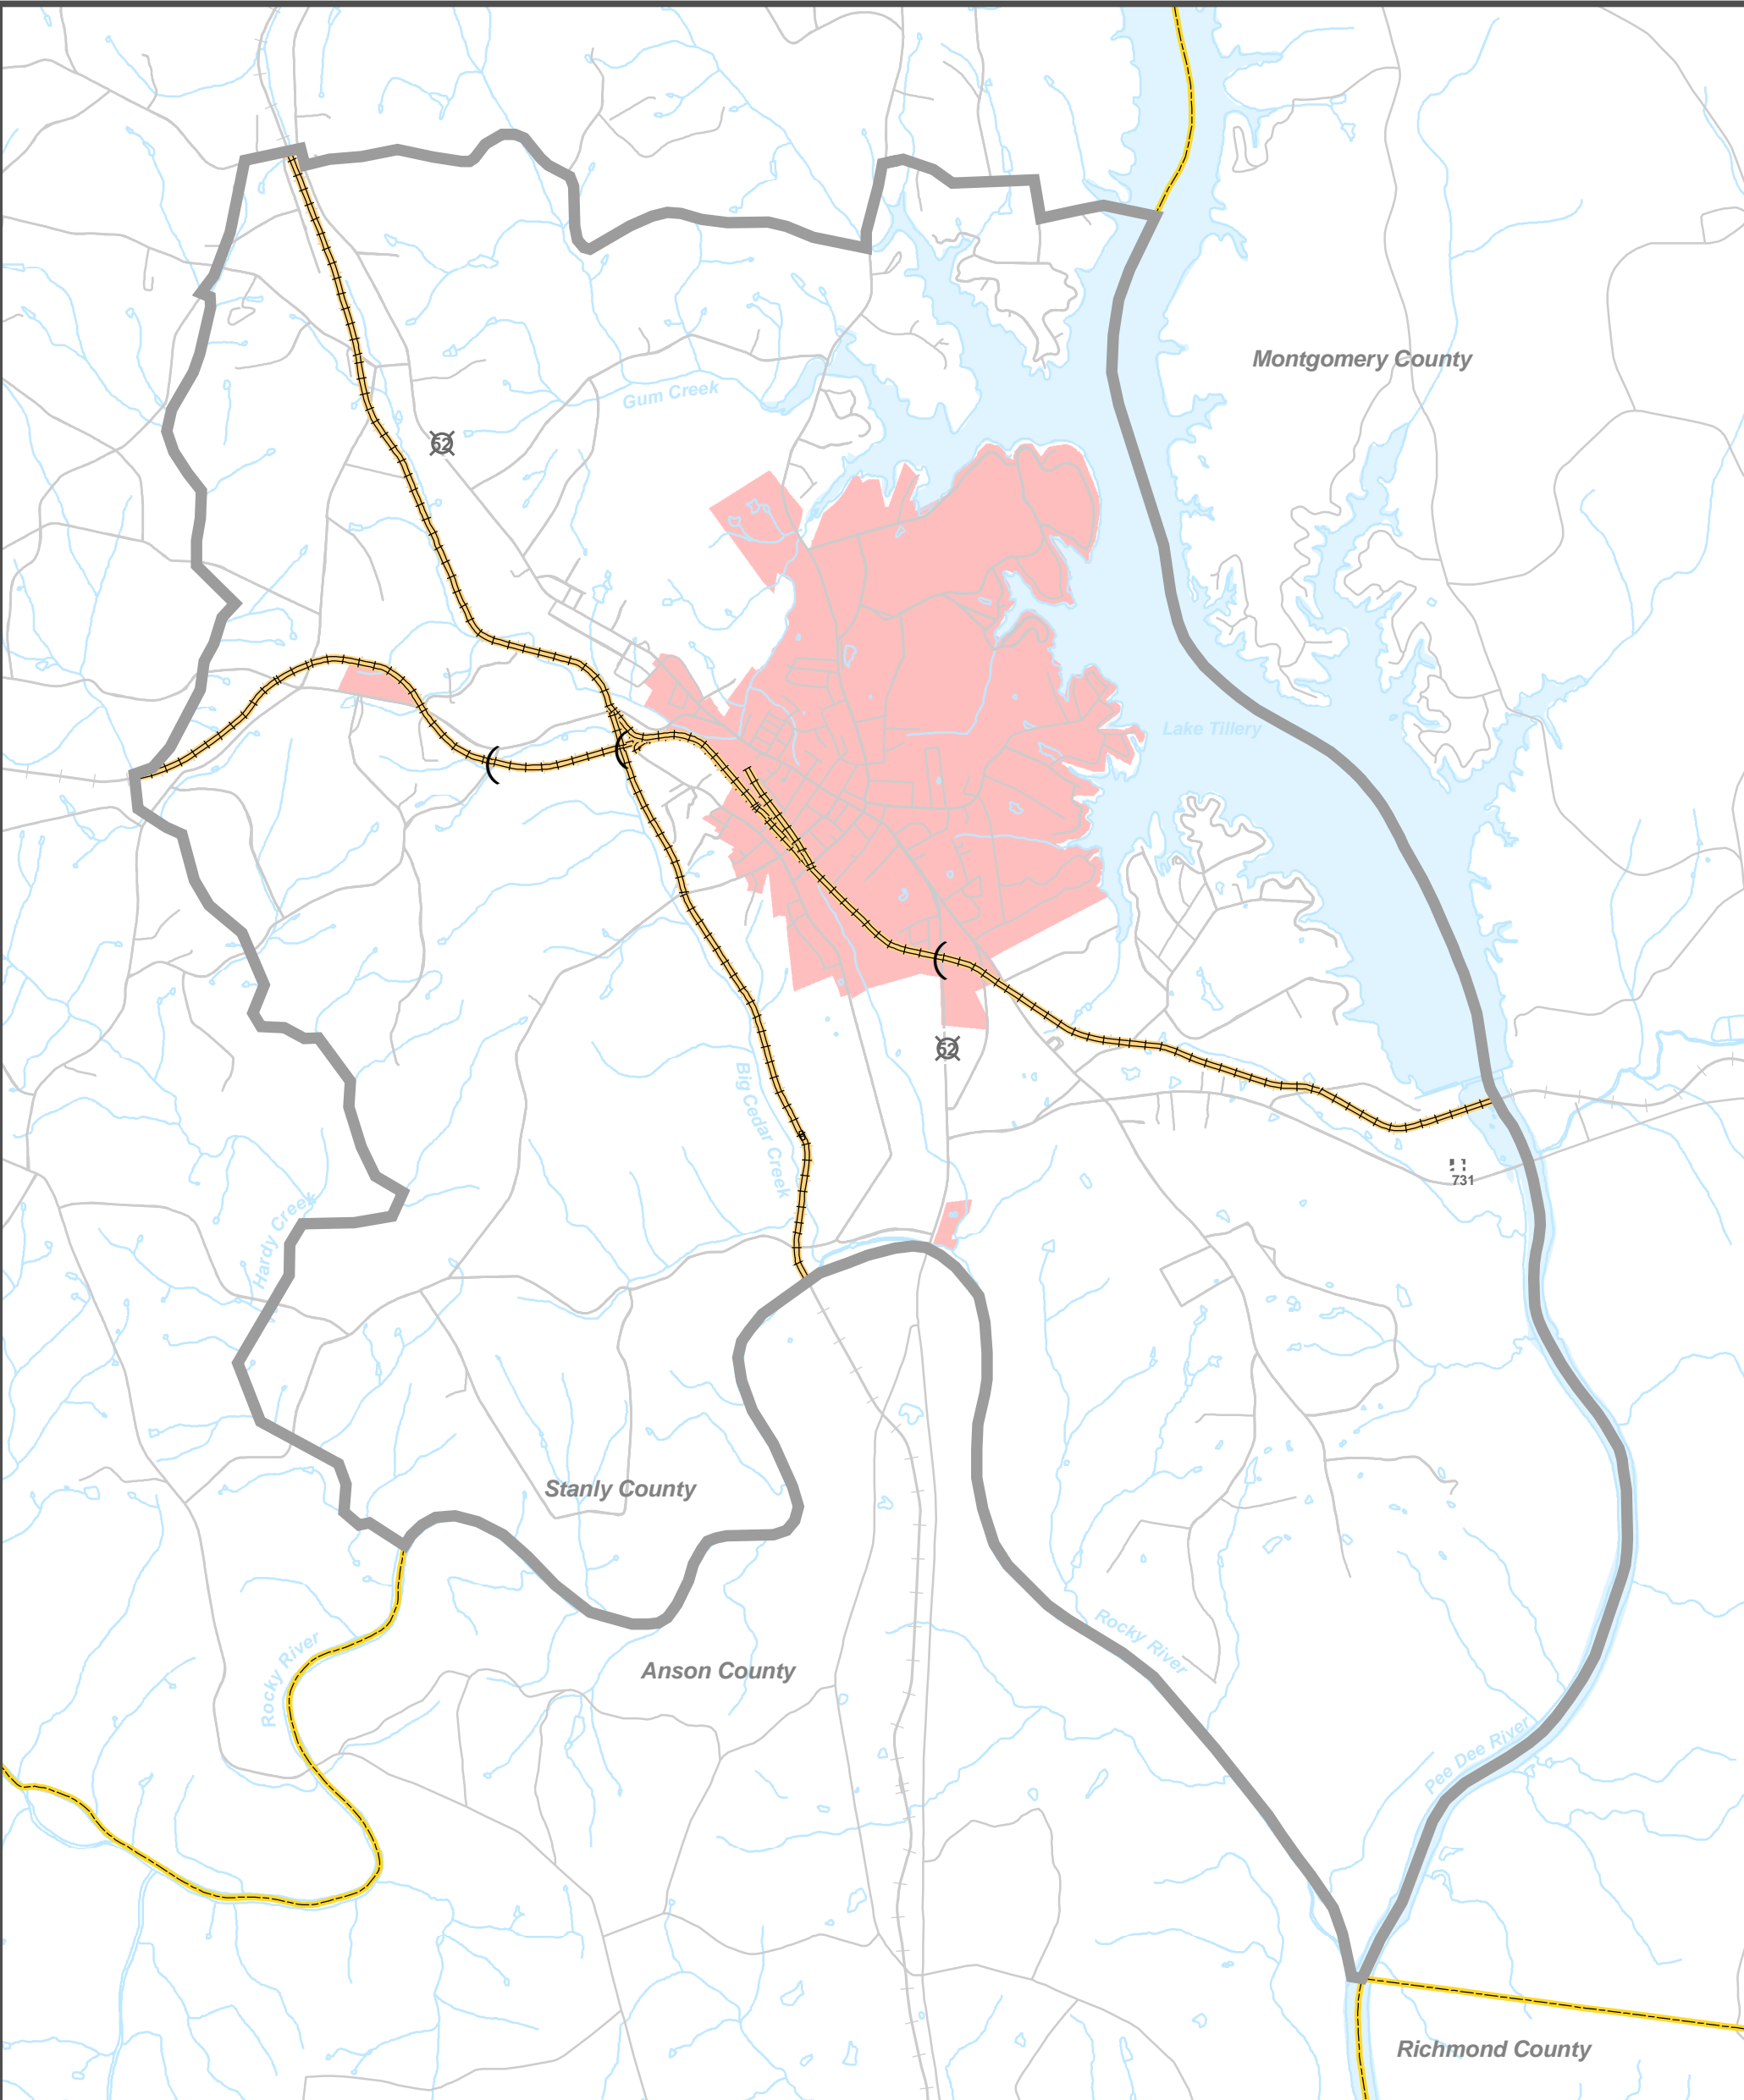 Montgomery County
Gum Creek
52
Lake Tillery
52
Big Cedar Creek
731
Hardy Creek
Stanly County
Rocky River
Anson County
Rocky River
Pee Dee River
Richmond County